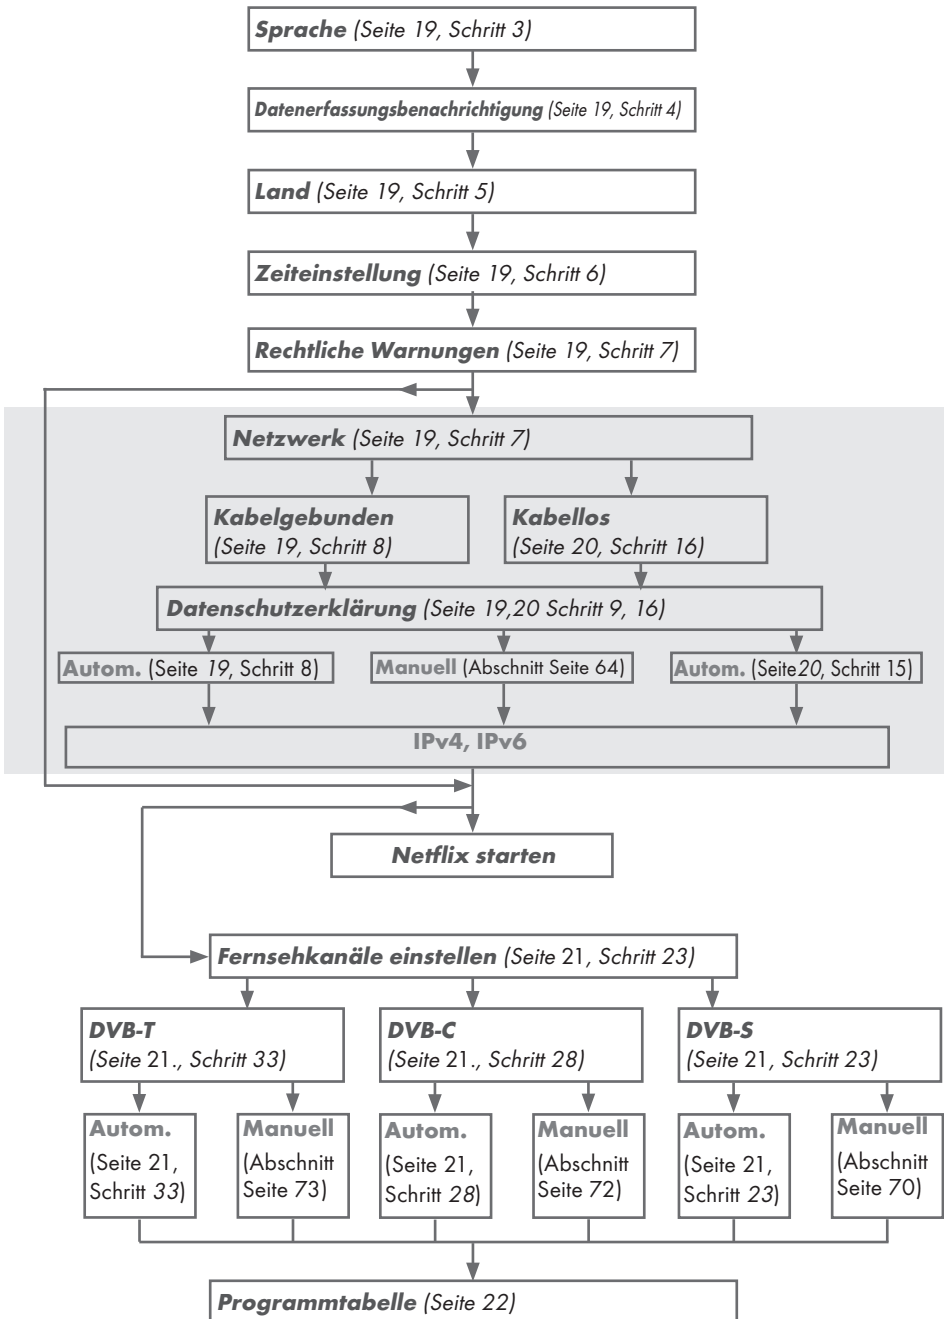 Sprache (Seite 19, Schritt 3)
Datenerfassungsbenachrichtigung (Seite 19, Schritt 4)
Land (Seite 19, Schritt 5)
Zeiteinstellung (Seite 19, Schritt 6)
Rechtliche Warnungen (Seite 19, Schritt 7)
Netzwerk (Seite 19, Schritt 7)
Kabelgebunden
(Seite 19, Schritt 8)
Kabellos
(Seite 20, Schritt 16)
Datenschutzerklärung (Seite 19,20 Schritt 9, 16)
Autom. (Seite 19, Schritt 8)
Manuell (Abschnitt Seite 64)
Autom. (Seite20, Schritt 15)
IPv4, IPv6
Netflix starten
Fernsehkanäle einstellen (Seite 21, Schritt 23)
DVB-T
(Seite 21., Schritt 33)
DVB-C
(Seite 21., Schritt 28)
DVB-S
(Seite 21, Schritt 23)
Autom.
(Seite 21,
Schritt 33)
Manuell
(Abschnitt
Seite 73)
Autom.
(Seite 21,
Schritt 28)
Manuell
(Abschnitt
Seite 72)
Autom.
(Seite 21,
Schritt 23)
Manuell
(Abschnitt
Seite 70)
Programmtabelle (Seite 22)